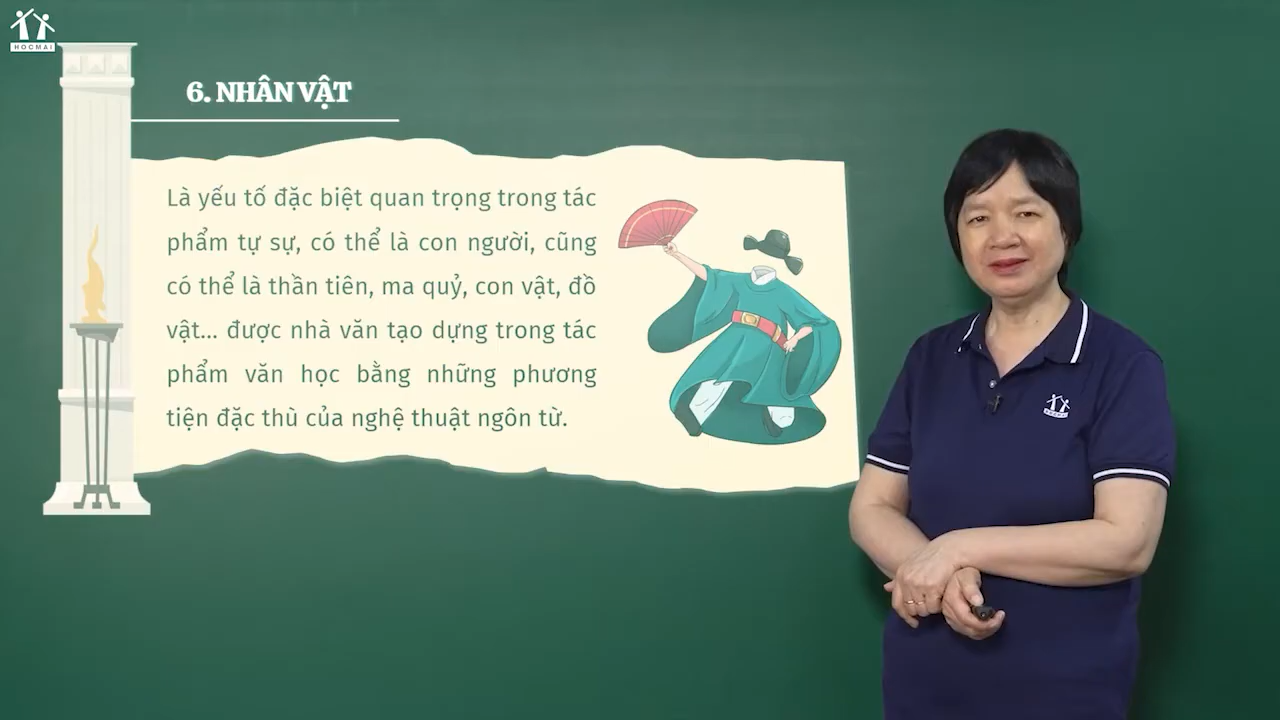 HOCMAI
6. NHÂN VẬT
Là yếu tố đặc biệt quan trọng trong tác
phẩm tự sự, có thể là con người, cũng
có thể là thần tiên, ma quỷ, con vật, đồ
vật... được nhà văn tạo dựng trong tác
phẩm văn học bằng những phương
tiện đặc thù của nghệ thuật ngôn từ.
HOCMAI